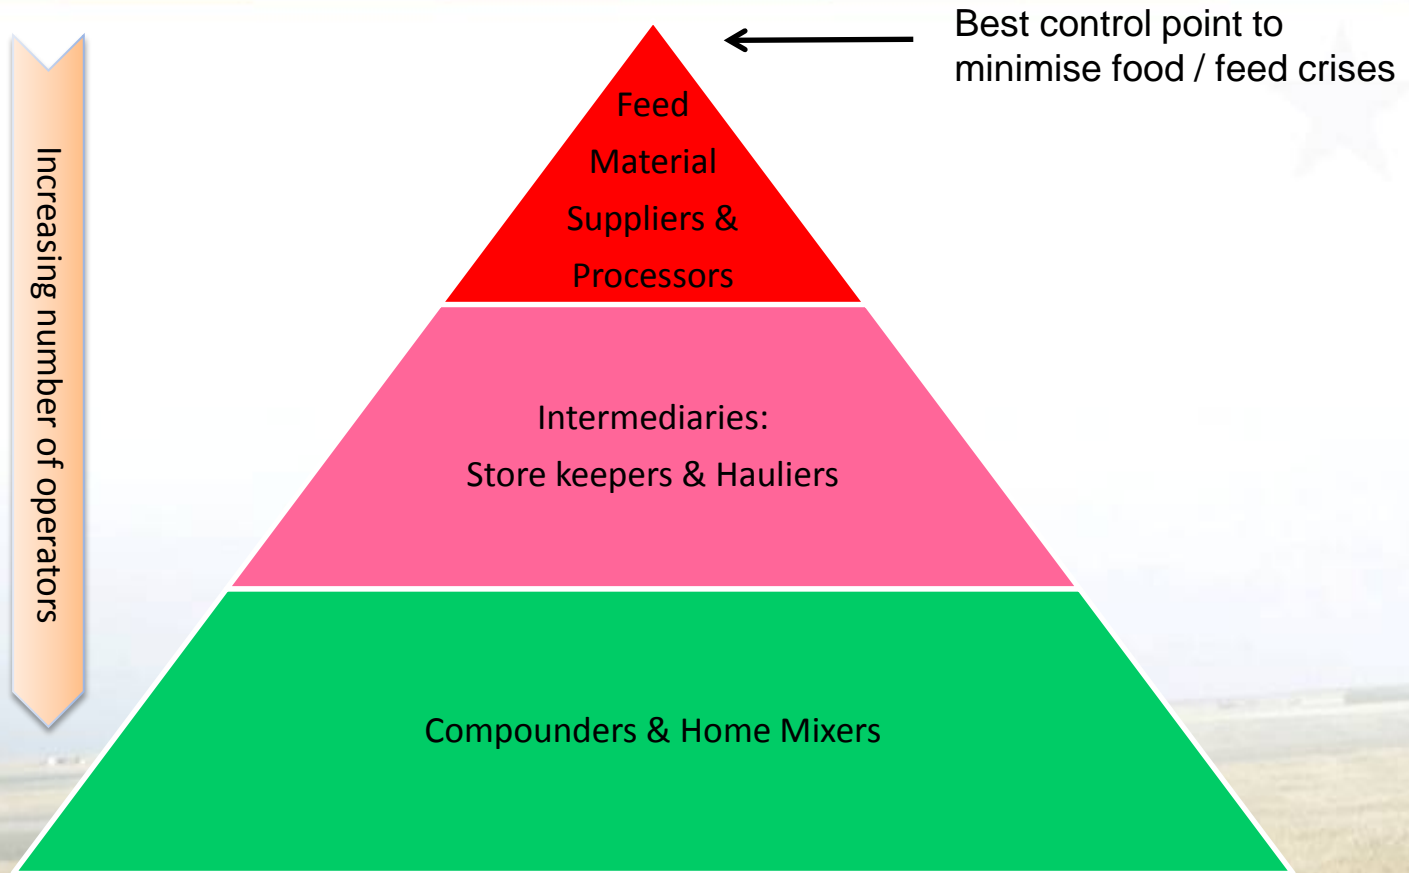 Best control point to
minimise food / feed crises
Feed
Material
Suppliers &
Processors
Increasing number of operators
Intermediaries:
Store keepers & Hauliers
Compounders & Home Mixers